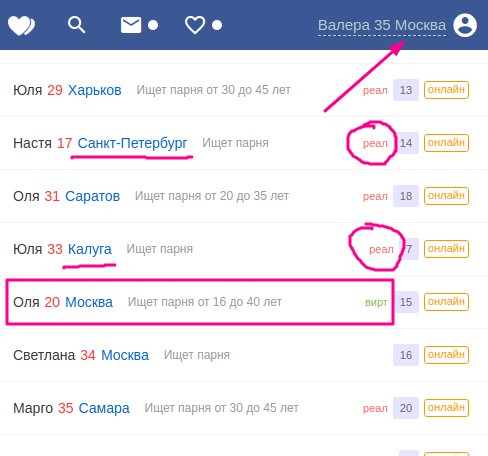 Валера 35 Москва
Юля 29 Харьков Ищет парня от 30 до 45 лет реал 13 онлайн
Настя 17 Санкт-Петербург Ищет парня реал 14 онлайн
Оля 31 Саратов Ищет парня от 20 до 35 лет реал 18 онлайн
Юля 33 Калуга Ищет парня реал 7 онлайн
Оля 20 Москва Ищет парня от 16 до 40 лет вирт 15 онлайн
Светлана 34 Москва Ищет парня 16 онлайн
Марго 35 Самара Ищет парня от 30 до 45 лет реал 20 онлайн